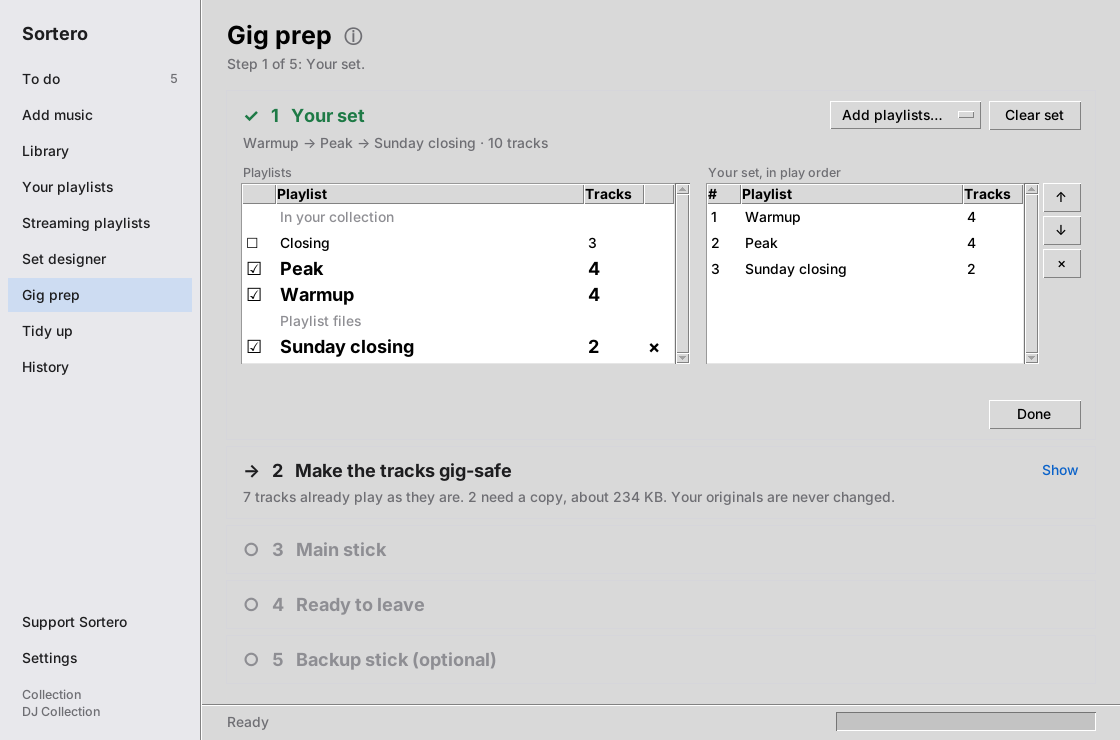 Sortero
To do 5
Add music
Library
Your playlists
Streaming playlists
Set designer
Gig prep
Tidy up
History
Support Sortero
Settings
Collection
DJ Collection
Gig prep ⓘ
Step 1 of 5: Your set.
✓ 1 Your set
Add playlists...
Clear set
Warmup → Peak → Sunday closing · 10 tracks
Playlists
Playlist Tracks
In your collection
☐ Closing 3
☑ Peak 4
☑ Warmup 4
Playlist files
☑ Sunday closing 2 ×
Your set, in play order
# Playlist Tracks
1 Warmup 4
2 Peak 4
3 Sunday closing 2
↑
↓
×
Done
→ 2 Make the tracks gig-safe
Show
7 tracks already play as they are. 2 need a copy, about 234 KB. Your originals are never changed.
○ 3 Main stick
○ 4 Ready to leave
○ 5 Backup stick (optional)
Ready